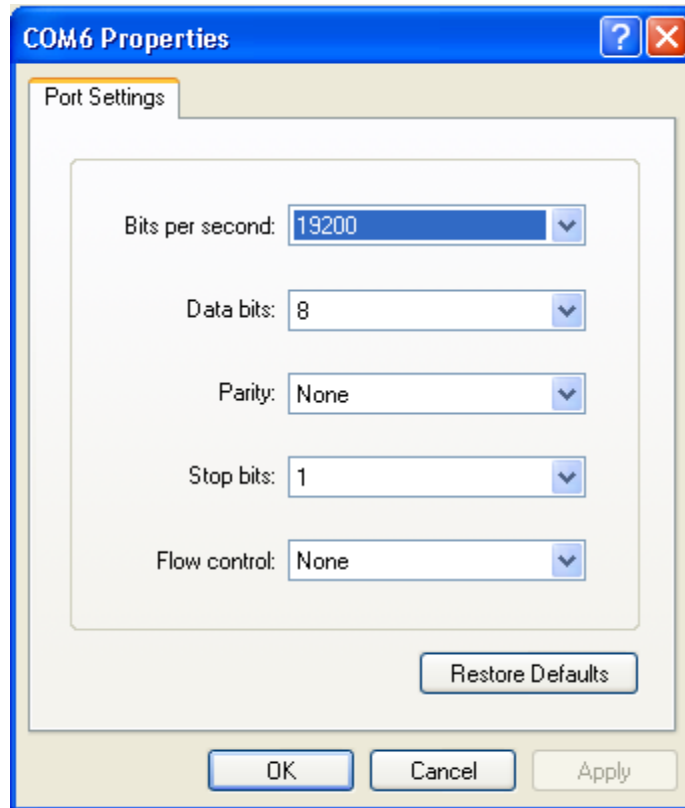 COM6 Properties
Port Settings
Bits per second: 19200
Data bits: 8
Parity: None
Stop bits: 1
Flow control: None
Restore Defaults
OK Cancel Apply